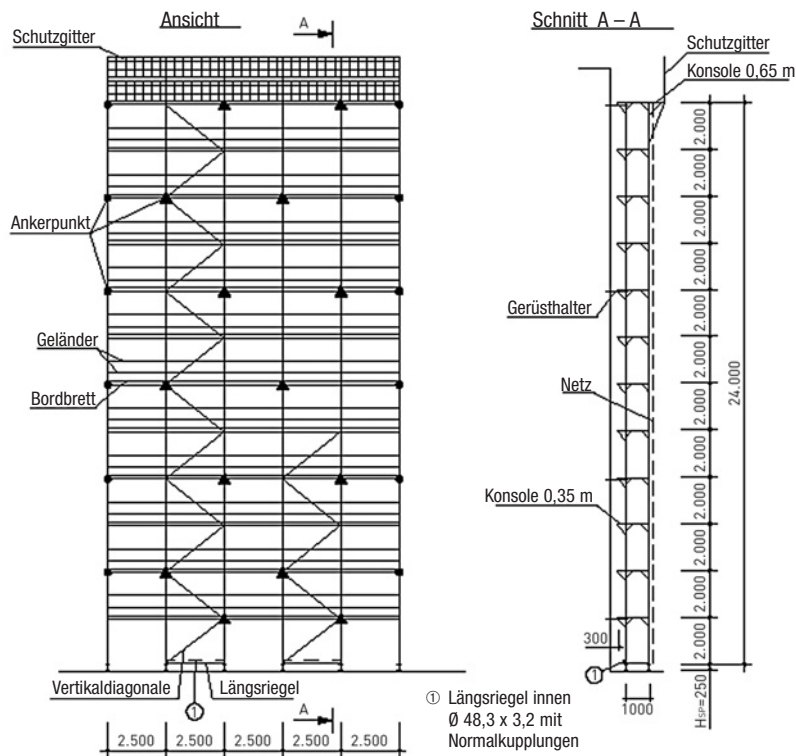 Ansicht
A
Schutzgitter
Ankerpunkt
Geländer
Bordbrett
Vertikaldiagonale
Längsriegel
①
A
2.500 2.500 2.500 2.500 2.500
① Längsriegel innen
Ø 48,3 x 3,2 mit
Normalkupplungen
Schnitt A – A
Schutzgitter
Konsole 0,65 m
Gerüsthalter
Netz
Konsole 0,35 m
300
①
1000
2.000
2.000
2.000
2.000
2.000
2.000
2.000
2.000
2.000
2.000
2.000
2.000
HSP=250
24.000